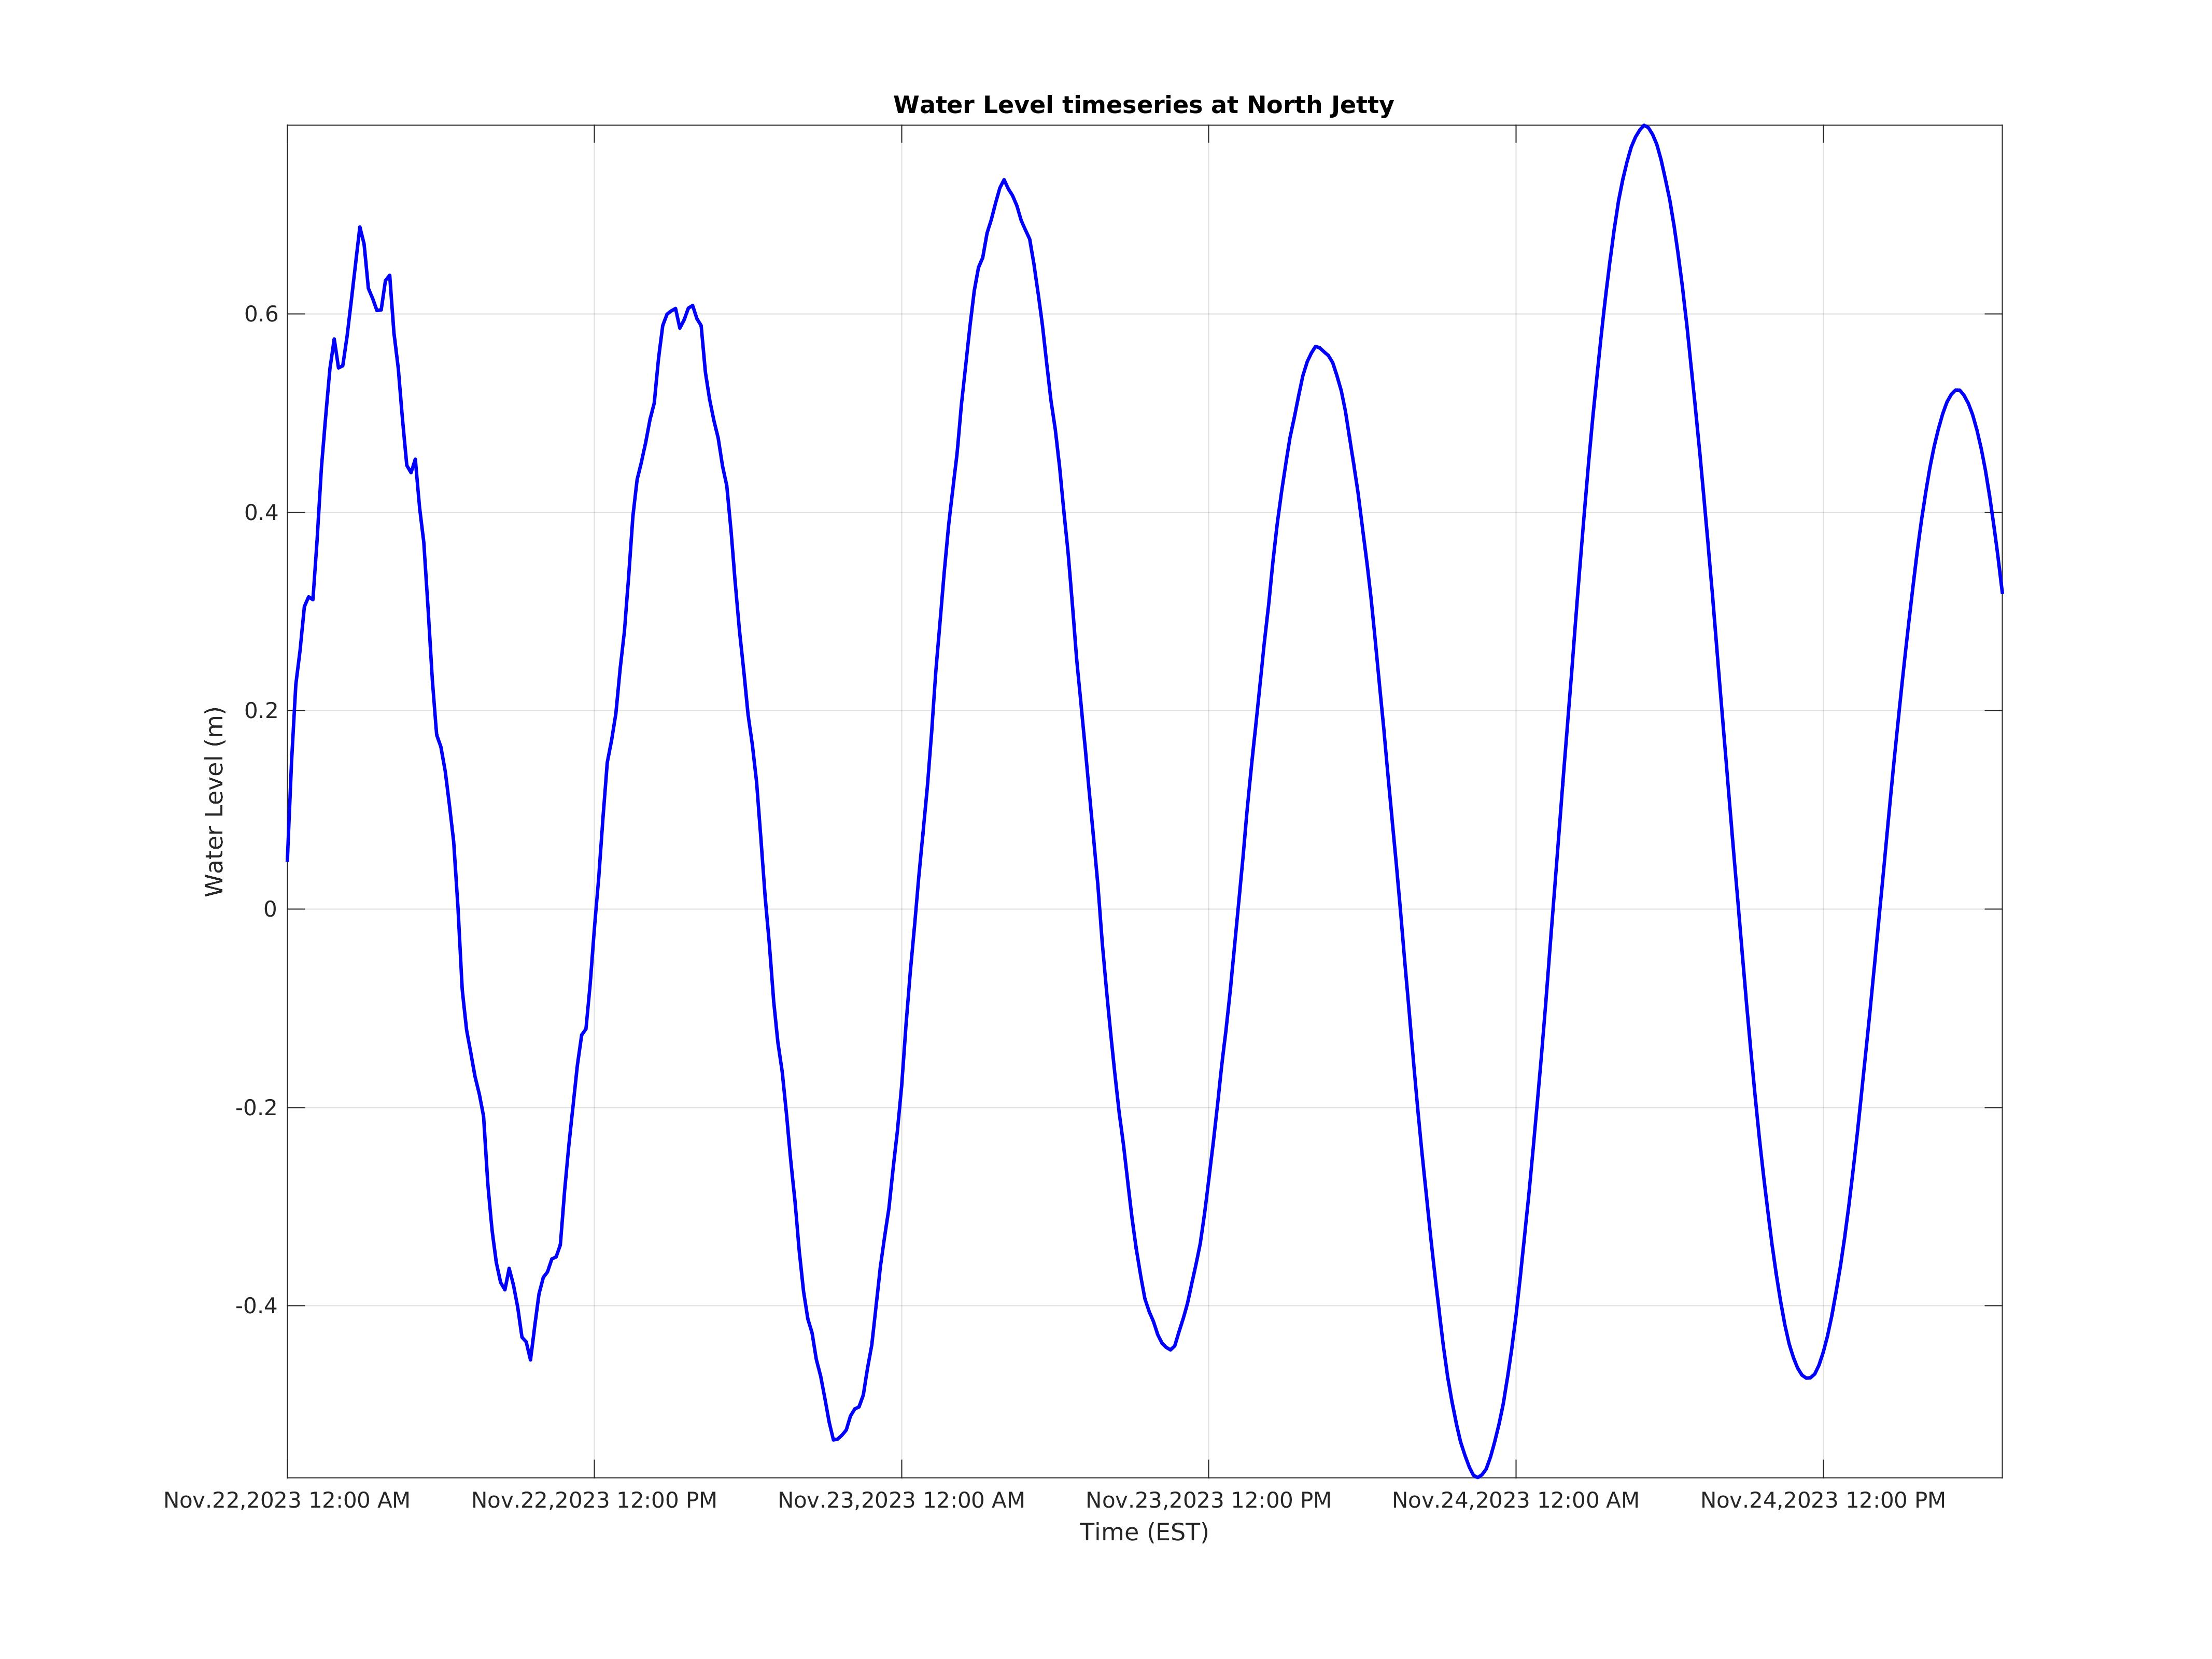 Water Level timeseries at North Jetty
0.6
0.4
0.2
0
-0.2
-0.4
Water Level (m)
Nov.22,2023 12:00 AM
Nov.22,2023 12:00 PM
Nov.23,2023 12:00 AM
Nov.23,2023 12:00 PM
Nov.24,2023 12:00 AM
Nov.24,2023 12:00 PM
Time (EST)